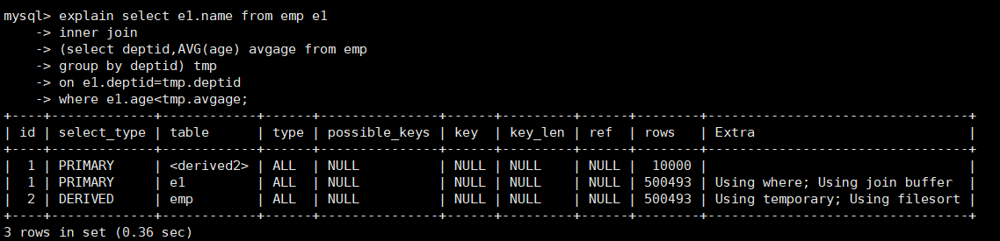 mysql> explain select e1.name from emp e1
    -> inner join
    -> (select deptid,AVG(age) avgage from emp
    -> group by deptid) tmp
    -> on e1.deptid=tmp.deptid
    -> where e1.age<tmp.avgage;
+----+-------------+------------+------+---------------+------+---------+------+--------+---------------------------------+
| id | select_type | table      | type | possible_keys | key  | key_len | ref  | rows   | Extra                           |
+----+-------------+------------+------+---------------+------+---------+------+--------+---------------------------------+
|  1 | PRIMARY     | <derived2> | ALL  | NULL          | NULL | NULL    | NULL |  10000 |                                 |
|  1 | PRIMARY     | e1         | ALL  | NULL          | NULL | NULL    | NULL | 500493 | Using where; Using join buffer  |
|  2 | DERIVED     | emp        | ALL  | NULL          | NULL | NULL    | NULL | 500493 | Using temporary; Using filesort |
+----+-------------+------------+------+---------------+------+---------+------+--------+---------------------------------+
3 rows in set (0.36 sec)